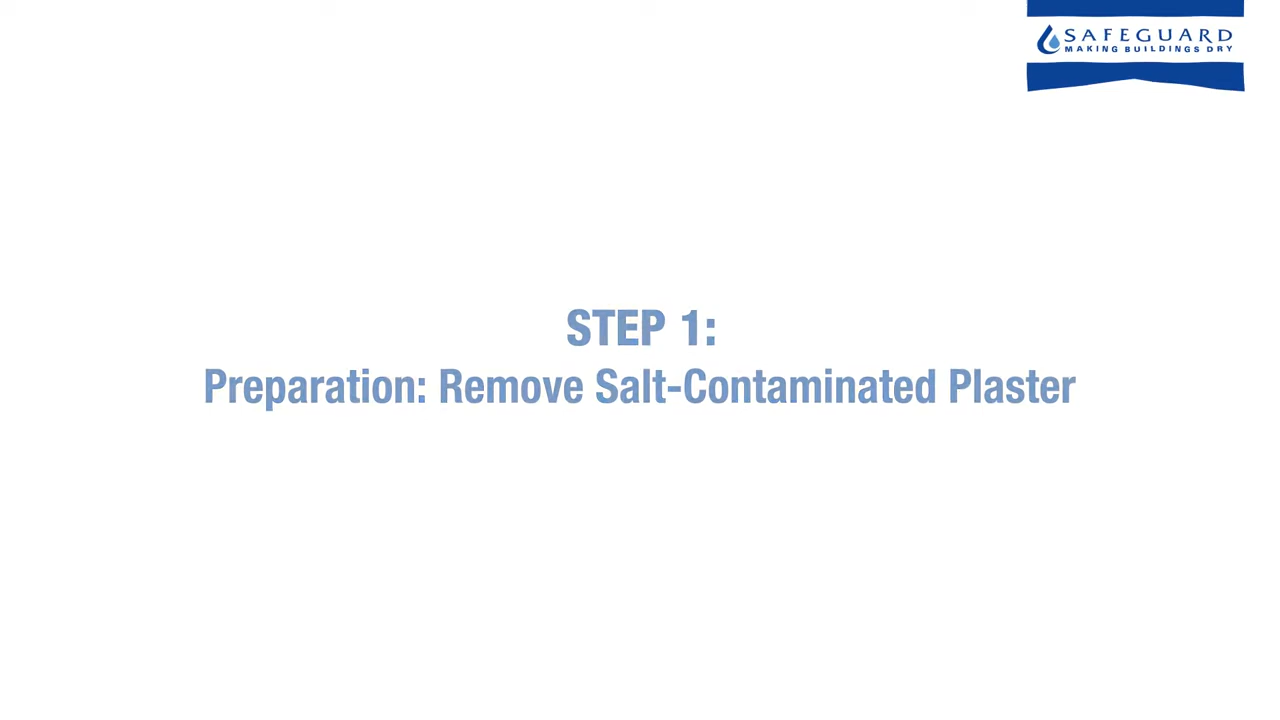 SAFEGUARD
MAKING BUILDINGS DRY
STEP 1:
Preparation: Remove Salt-Contaminated Plaster